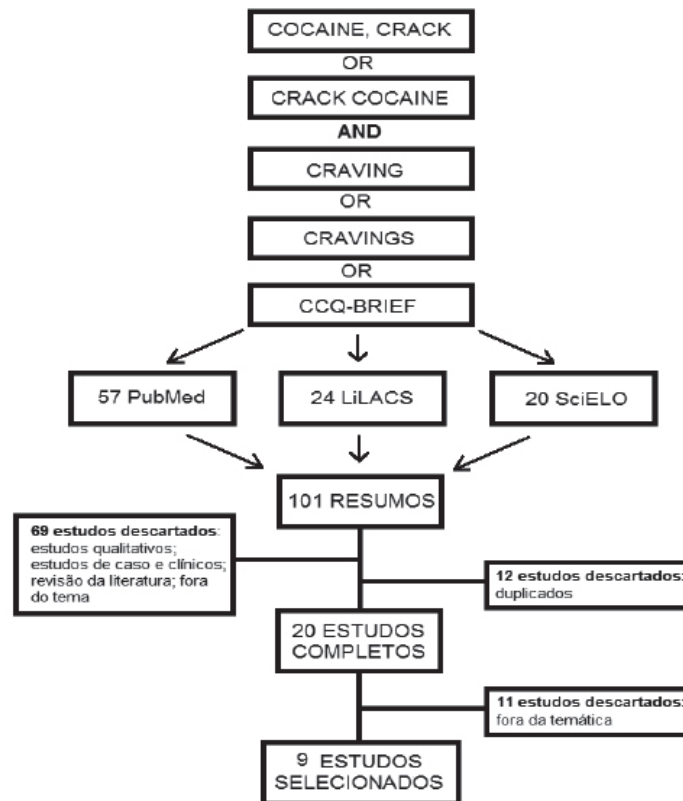 COCAINE, CRACK
OR
CRACK COCAINE
AND
CRAVING
OR
CRAVINGS
OR
CCQ-BRIEF
57 PubMed
24 LiLACS
20 SciELO
101 RESUMOS
69 estudos descartados:
estudos qualitativos;
estudos de caso e clínicos;
revisão da literatura; fora
do tema
12 estudos descartados:
duplicados
20 ESTUDOS
COMPLETOS
11 estudos descartados:
fora da temática
9 ESTUDOS
SELECIONADOS